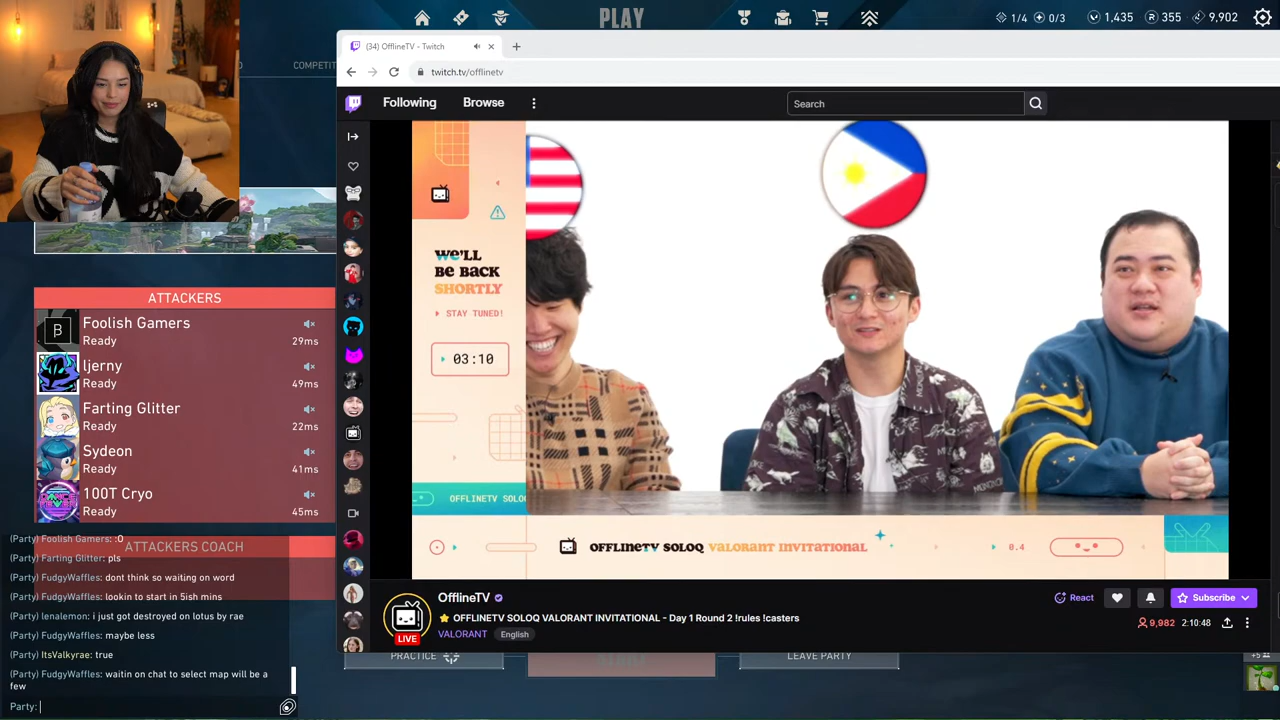 PLAY
1/4
0/3
1,435
355
9,902
COMPETIT
(34) OfflineTV - Twitch
twitch.tv/offlinetv
Following
Browse
Search
WE'LL
BE BACK
SHORTLY
STAY TUNED!
03:10
OFFLINETV SOLOQ
OFFLINETV SOLOQ VALORANT INVITATIONAL
0.4
ATTACKERS
Foolish Gamers
Ready
29ms
ljerny
Ready
49ms
Farting Glitter
Ready
22ms
Sydeon
Ready
41ms
100T Cryo
Ready
45ms
ATTACKERS COACH
(Party) Foolish Gamers: :O
(Party) Farting Glitter: pls
(Party) FudgyWaffles: dont think so waiting on word
(Party) FudgyWaffles: lookin to start in 5ish mins
(Party) lenalemon: i just got destroyed on lotus by rae
(Party) FudgyWaffles: maybe less
(Party) ItsValkyrae: true
(Party) FudgyWaffles: waitin on chat to select map will be a
few
Party:
OfflineTV
LIVE
OFFLINETV SOLOQ VALORANT INVITATIONAL - Day 1 Round 2 !rules !casters
VALORANT
English
React
Subscribe
9,982
2:10:48
PRACTICE
LEAVE PARTY